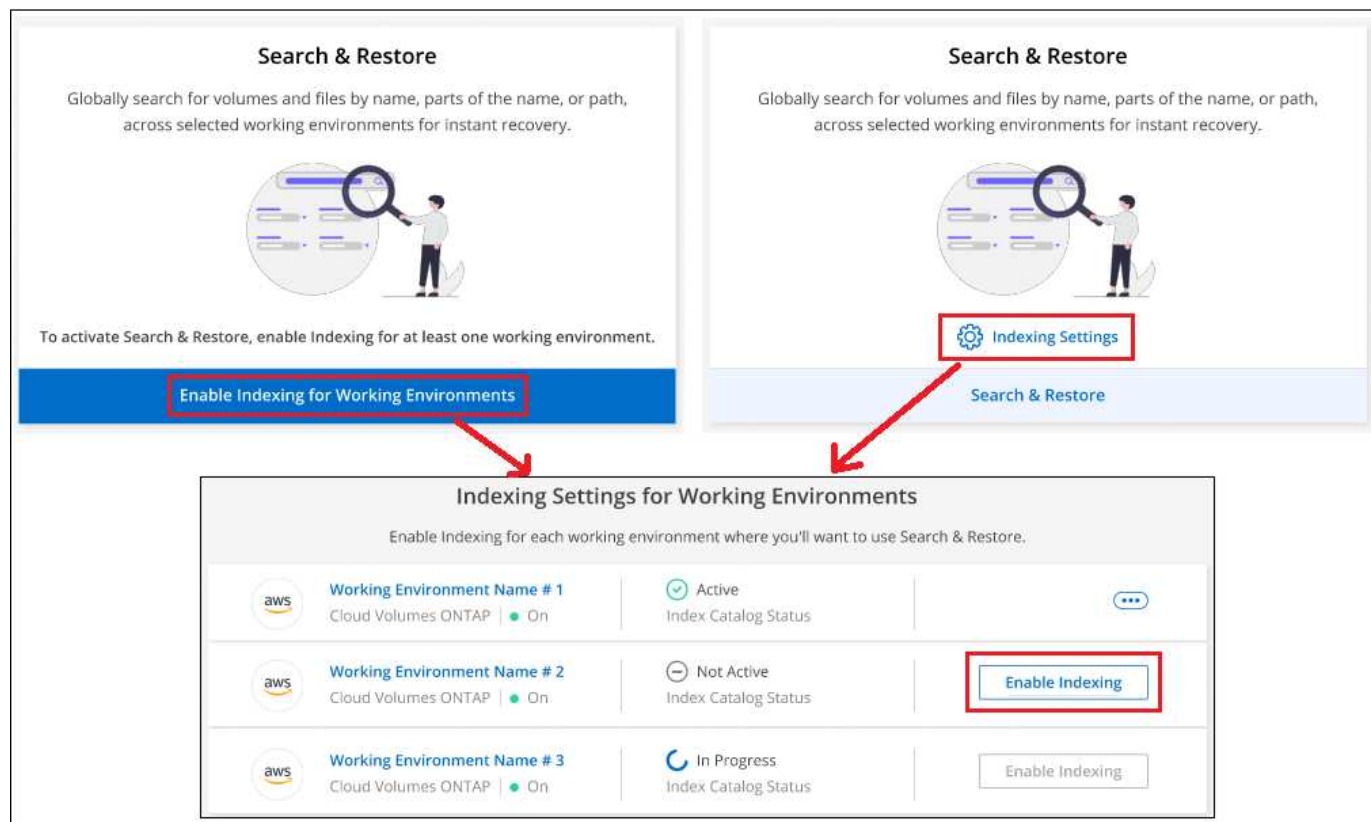 Search & Restore
Globally search for volumes and files by name, parts of the name, or path,
across selected working environments for instant recovery.
To activate Search & Restore, enable Indexing for at least one working environment.
Enable Indexing for Working Environments
Search & Restore
Globally search for volumes and files by name, parts of the name, or path,
across selected working environments for instant recovery.
Indexing Settings
Search & Restore
Indexing Settings for Working Environments
Enable Indexing for each working environment where you'll want to use Search & Restore.
aws
Working Environment Name # 1
Cloud Volumes ONTAP | On
Active
Index Catalog Status
aws
Working Environment Name # 2
Cloud Volumes ONTAP | On
Not Active
Index Catalog Status
Enable Indexing
aws
Working Environment Name # 3
Cloud Volumes ONTAP | On
In Progress
Index Catalog Status
Enable Indexing